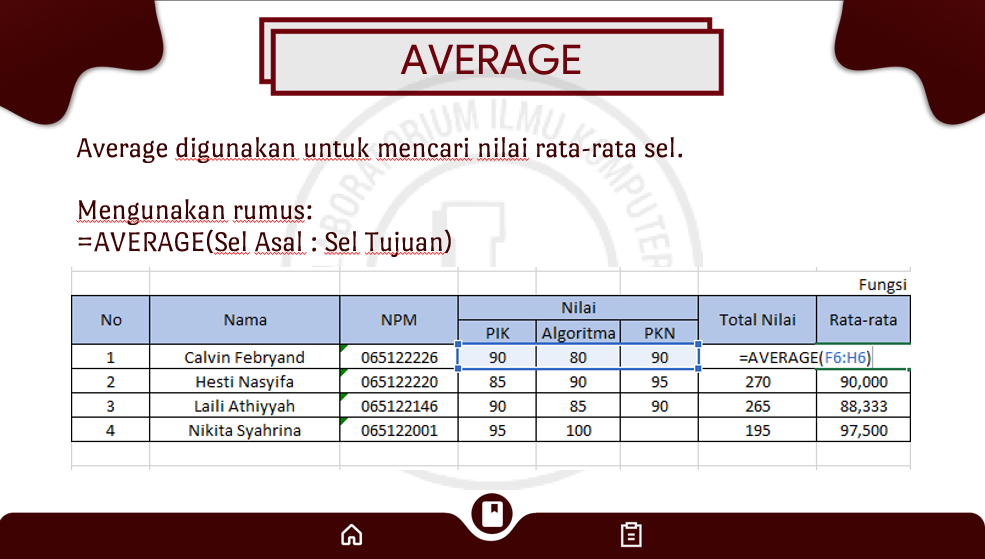 AVERAGE
LABORATORIUM ILMU KOMPUTER
Average digunakan untuk mencari nilai rata-rata sel.
Mengunakan rumus:
=AVERAGE(Sel Asal : Sel Tujuan)
Fungsi
No Nama NPM Nilai Total Nilai Rata-rata
PIK Algoritma PKN
1 Calvin Febryand 065122226 90 80 90 =AVERAGE(F6:H6)
2 Hesti Nasyifa 065122220 85 90 95 270 90,000
3 Laili Athiyyah 065122146 90 85 90 265 88,333
4 Nikita Syahrina 065122001 95 100 195 97,500